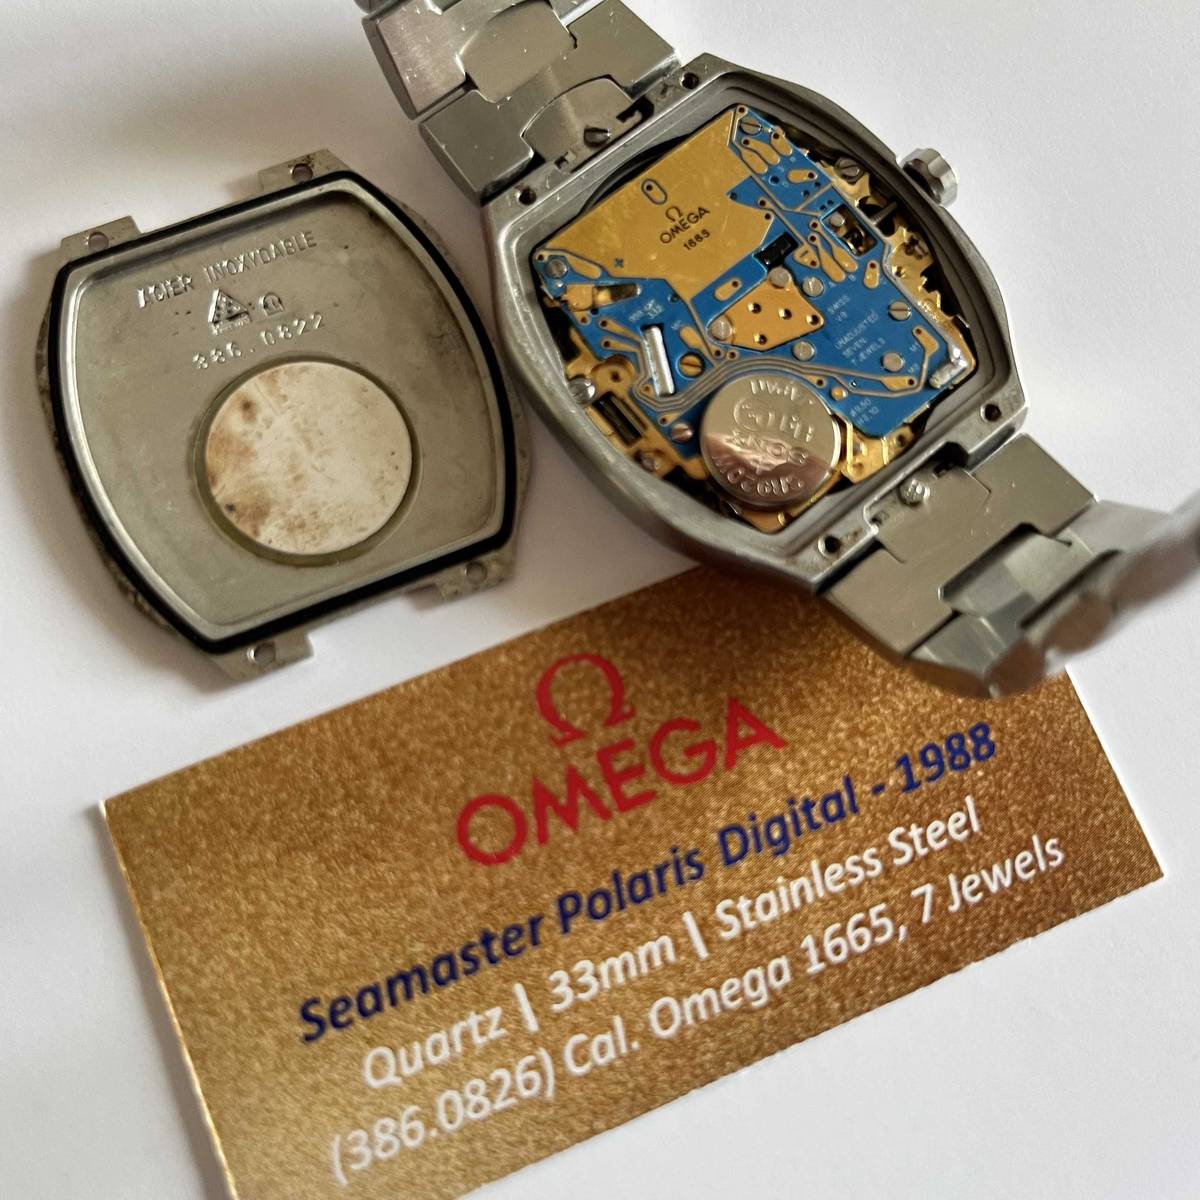 ACIER INOXYDABLE
Ω
386.0822
Ω
OMEGA
1665
+
SWISS
UNADJUSTED
SEVEN
7 JEWELS
Ω
OMEGA
Seamaster Polaris Digital - 1988
Quartz | 33mm | Stainless Steel
(386.0826) Cal. Omega 1665, 7 Jewels